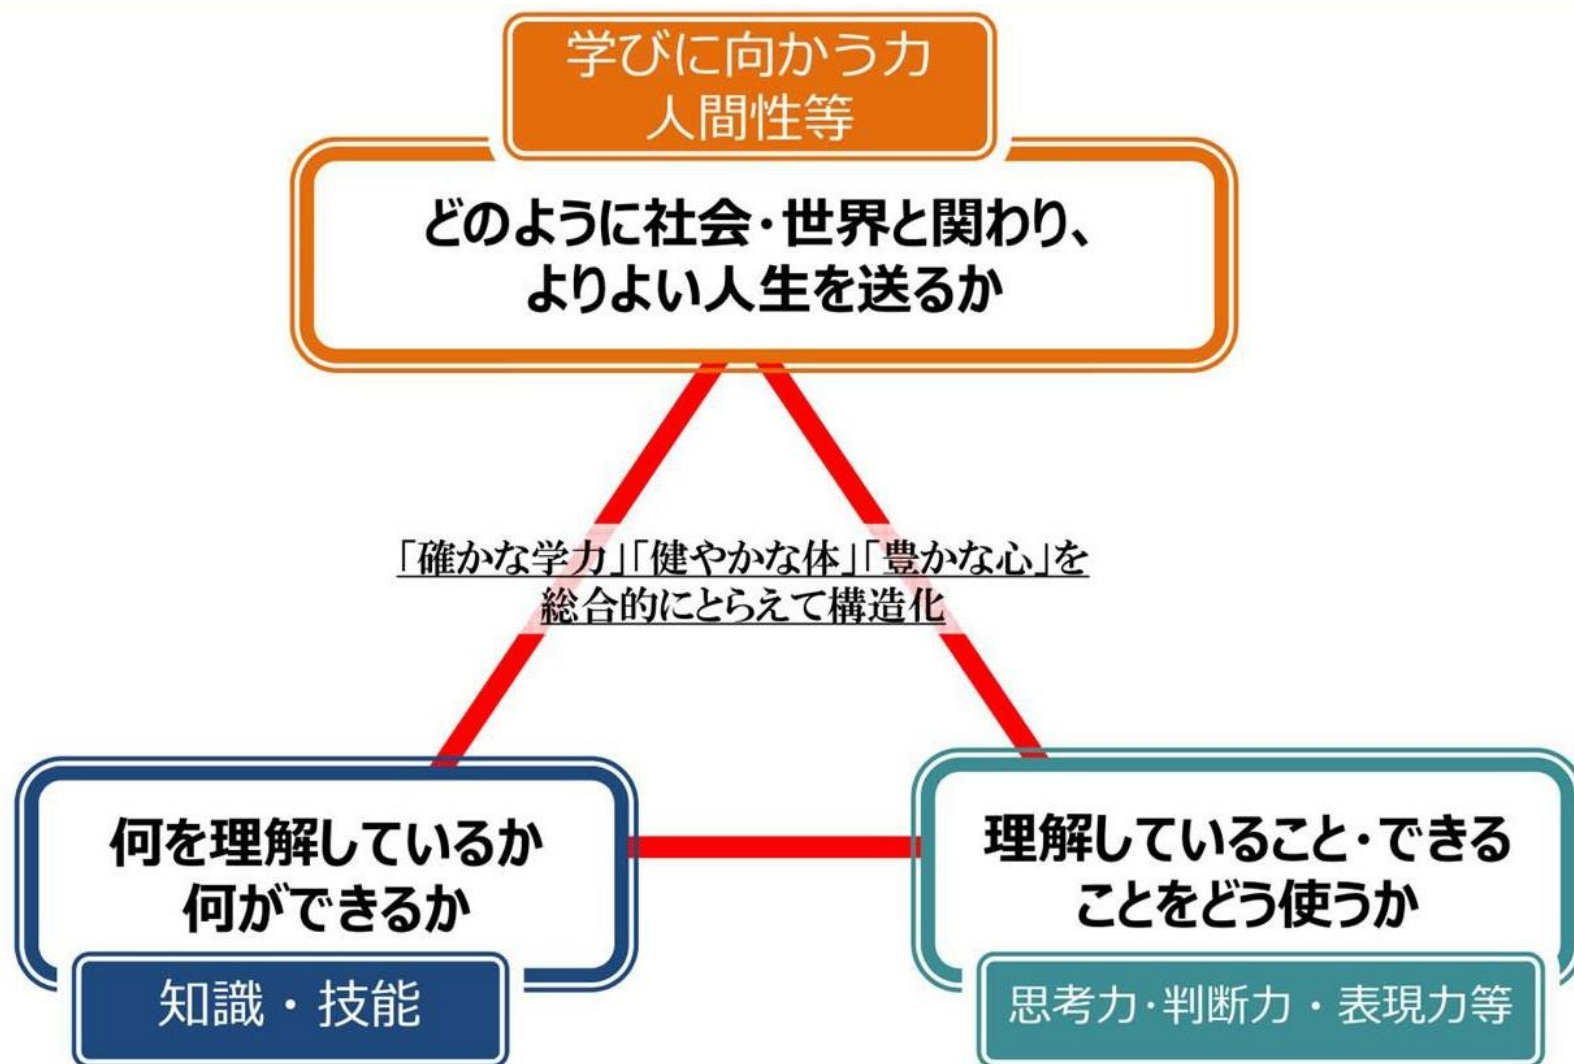 学びに向かう力
人間性等
どのように社会・世界と関わり、
よりよい人生を送るか
「確かな学力」「健やかな体」「豊かな心」を
総合的にとらえて構造化
何を理解しているか
何ができるか
知識・技能
理解していること・できる
ことをどう使うか
思考力・判断力・表現力等